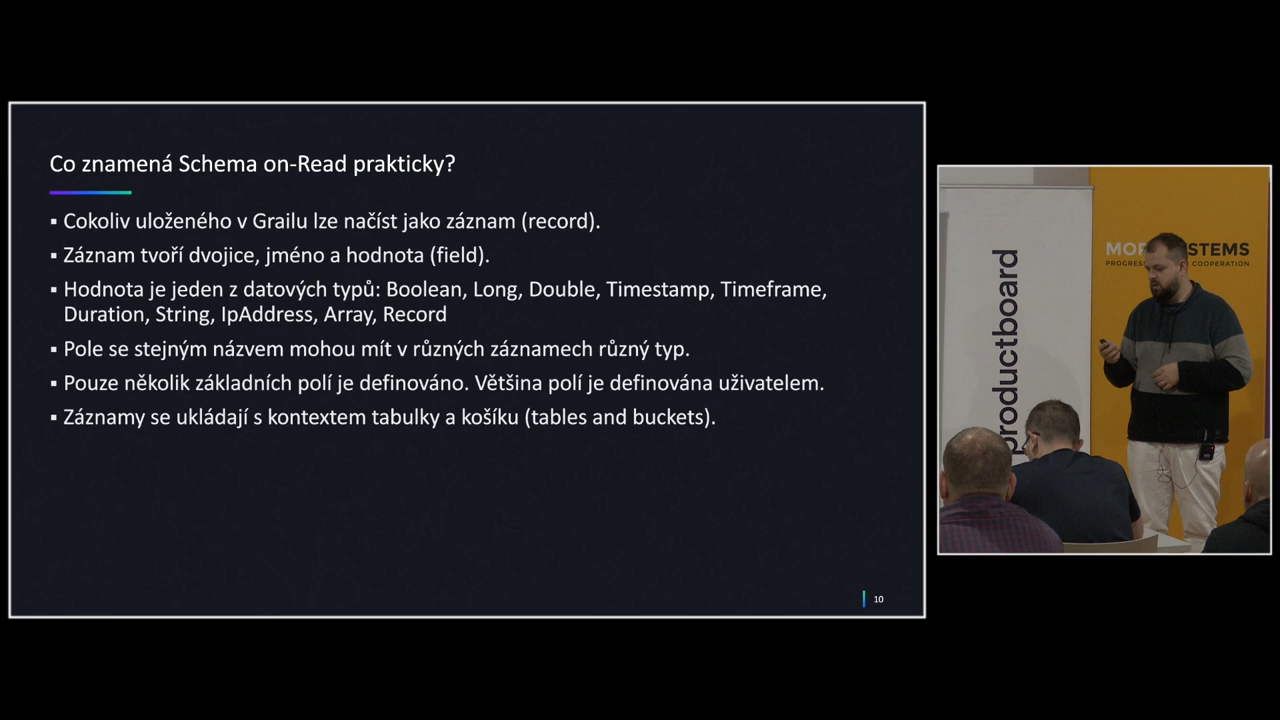 Co znamená Schema on-Read prakticky?
▪ Cokoliv uloženého v Grailu lze načíst jako záznam (record).
▪ Záznam tvoří dvojice, jméno a hodnota (field).
▪ Hodnota je jeden z datových typů: Boolean, Long, Double, Timestamp, Timeframe,
Duration, String, IpAddress, Array, Record
▪ Pole se stejným názvem mohou mít v různých záznamech různý typ.
▪ Pouze několik základních polí je definováno. Většina polí je definována uživatelem.
▪ Záznamy se ukládají s kontextem tabulky a košíku (tables and buckets).
10
productboard
COOPERATION